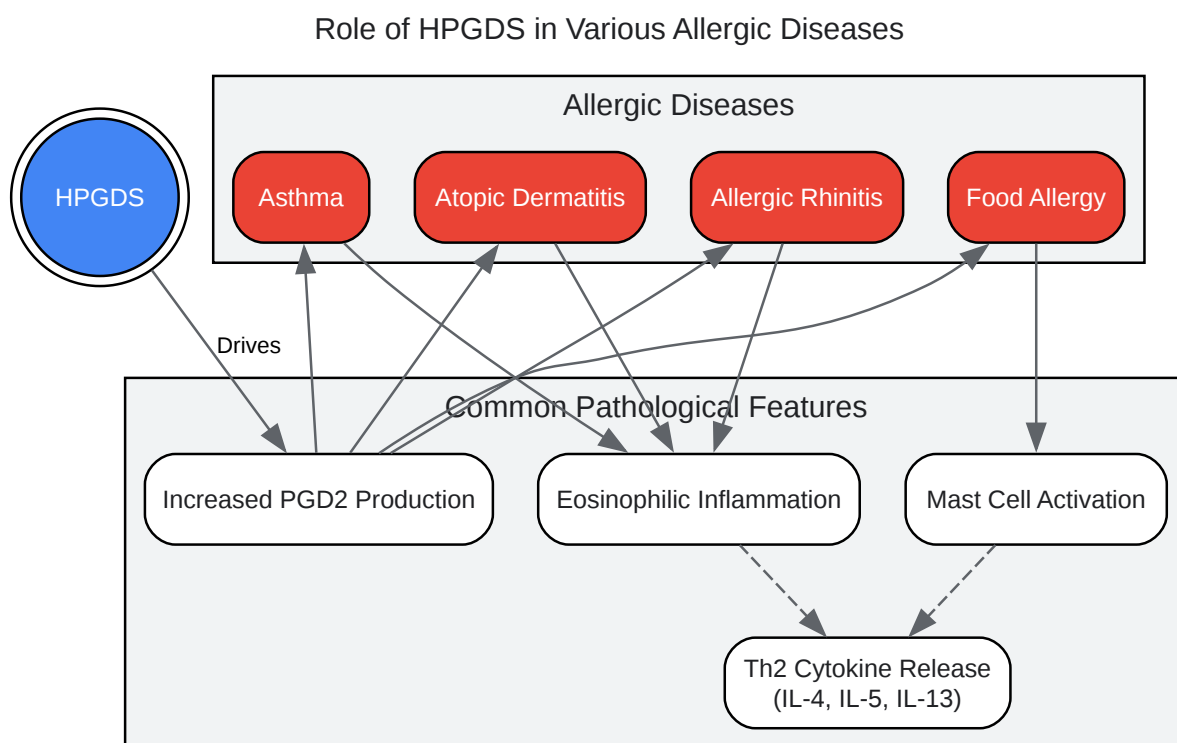 Role of HPGDS in Various Allergic Diseases
Allergic Diseases
HPGDS
Asthma
Atopic Dermatitis
Allergic Rhinitis
Food Allergy
Drives
Common Pathological Features
Increased PGD2 Production
Eosinophilic Inflammation
Mast Cell Activation
Th2 Cytokine Release
(IL-4, IL-5, IL-13)